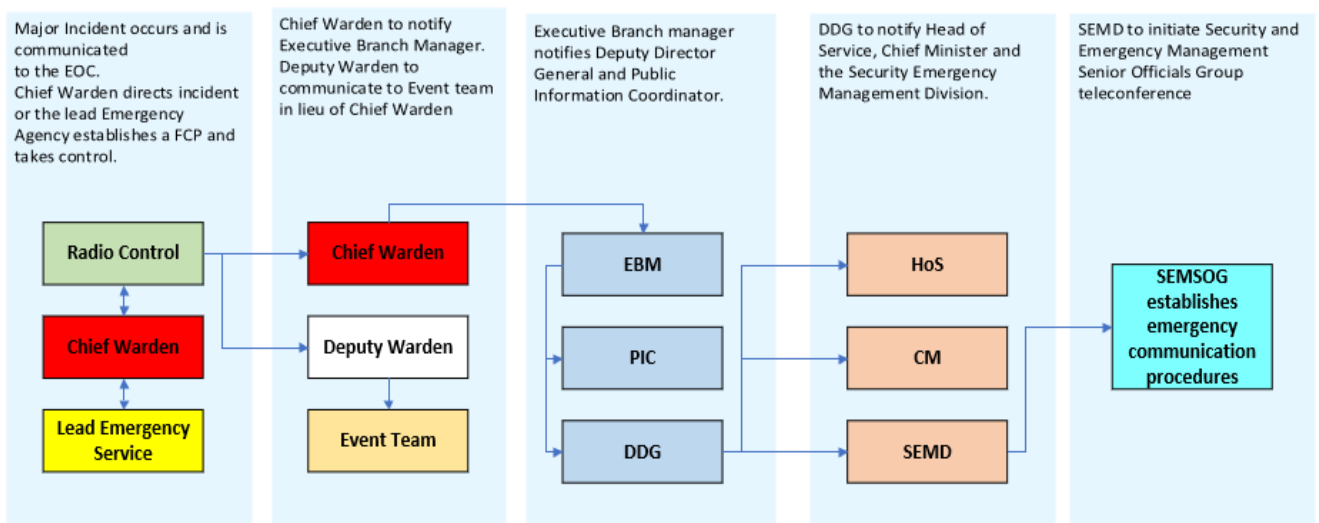 Major Incident occurs and is
communicated
to the EOC.
Chief Warden directs incident
or the lead Emergency
Agency establishes a FCP and
takes control.
Chief Warden to notify
Executive Branch Manager.
Deputy Warden to
communicate to Event team
in lieu of Chief Warden
Executive Branch manager
notifies Deputy Director
General and Public
Information Coordinator.
DDG to notify Head of
Service, Chief Minister and
the Security Emergency
Management Division.
SEMD to initiate Security and
Emergency Management
Senior Officials Group
teleconference
Radio Control
Chief Warden
Lead Emergency
Service
Chief Warden
Deputy Warden
Event Team
EBM
PIC
DDG
HoS
CM
SEMD
SEMSOG
establishes
emergency
communication
procedures